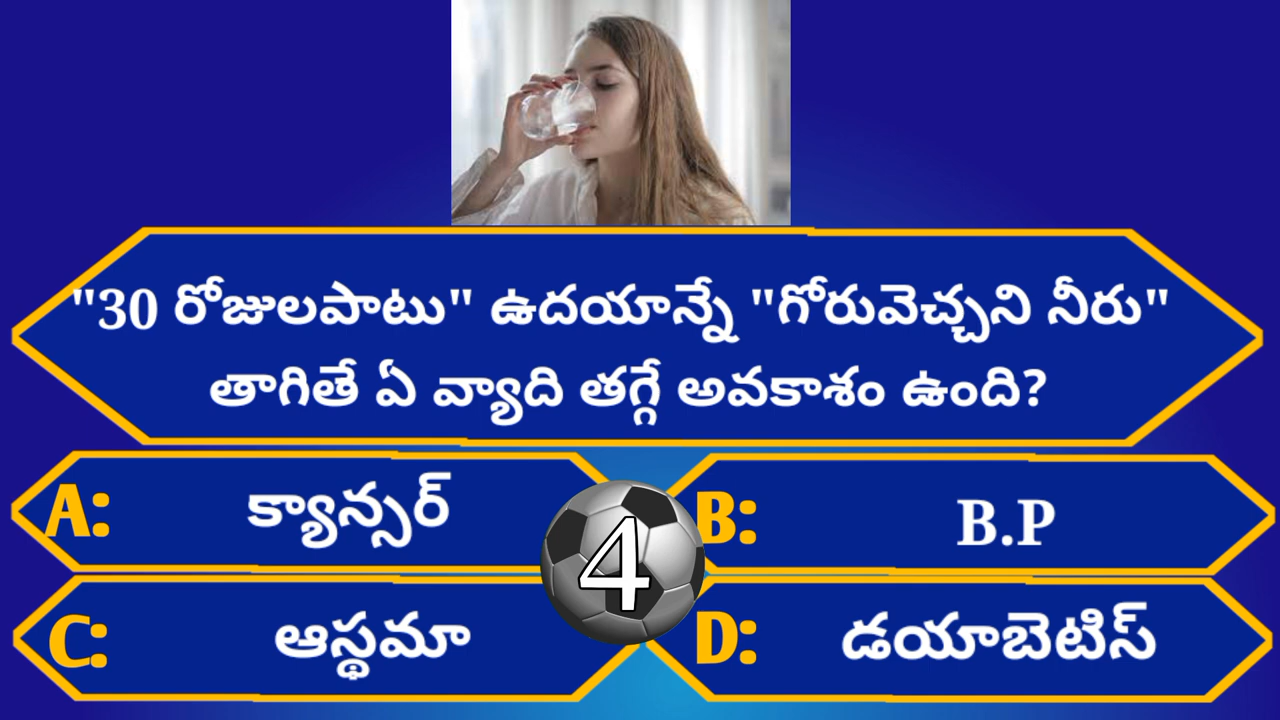 "30 రోజులపాటు" ఉదయాన్నే "గోరువెచ్చని నీరు"
తాగితే ఏ వ్యాది తగ్గే అవకాశం ఉంది?
A: క్యాన్సర్
B: B.P
4
C: ఆస్థమా
D: డయాబెటిస్